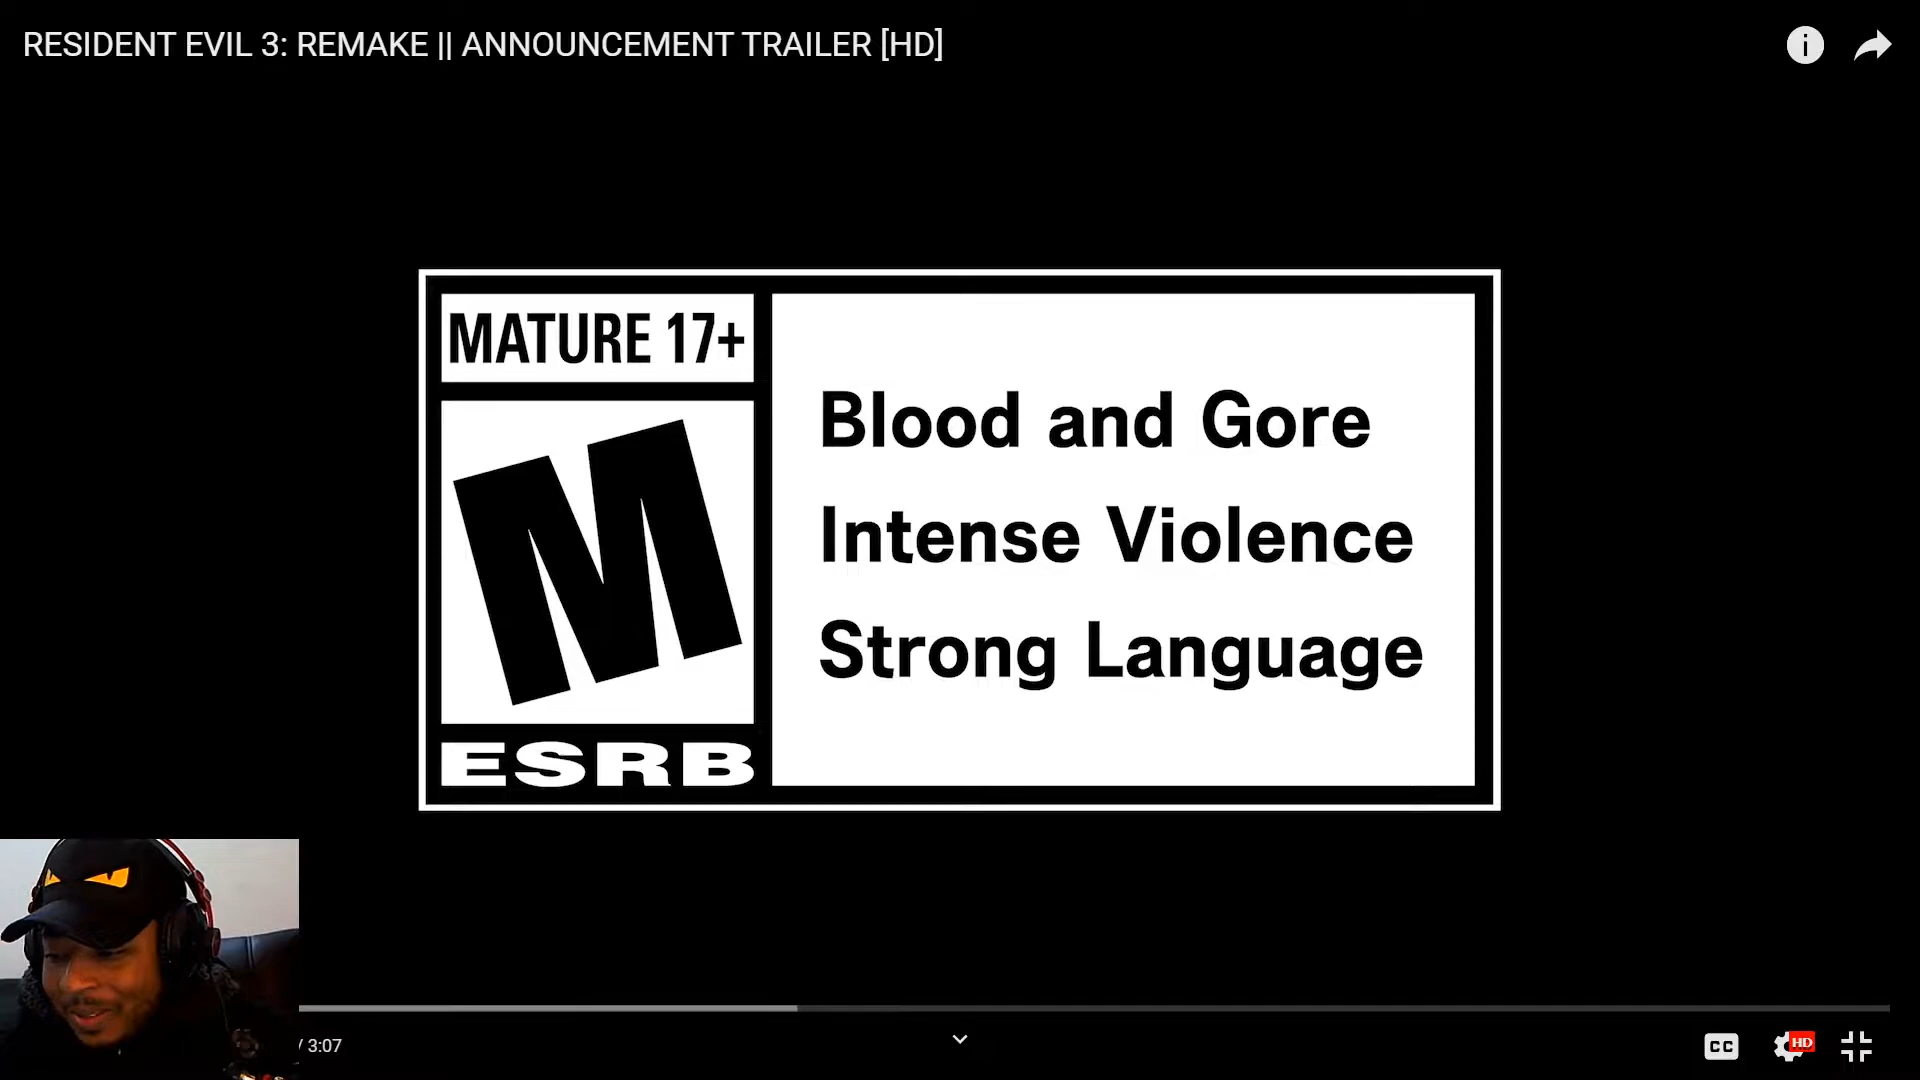 RESIDENT EVIL 3: REMAKE || ANNOUNCEMENT TRAILER [HD]
MATURE 17+
M
ESRB
Blood and Gore
Intense Violence
Strong Language
/ 3:07
CC
HD